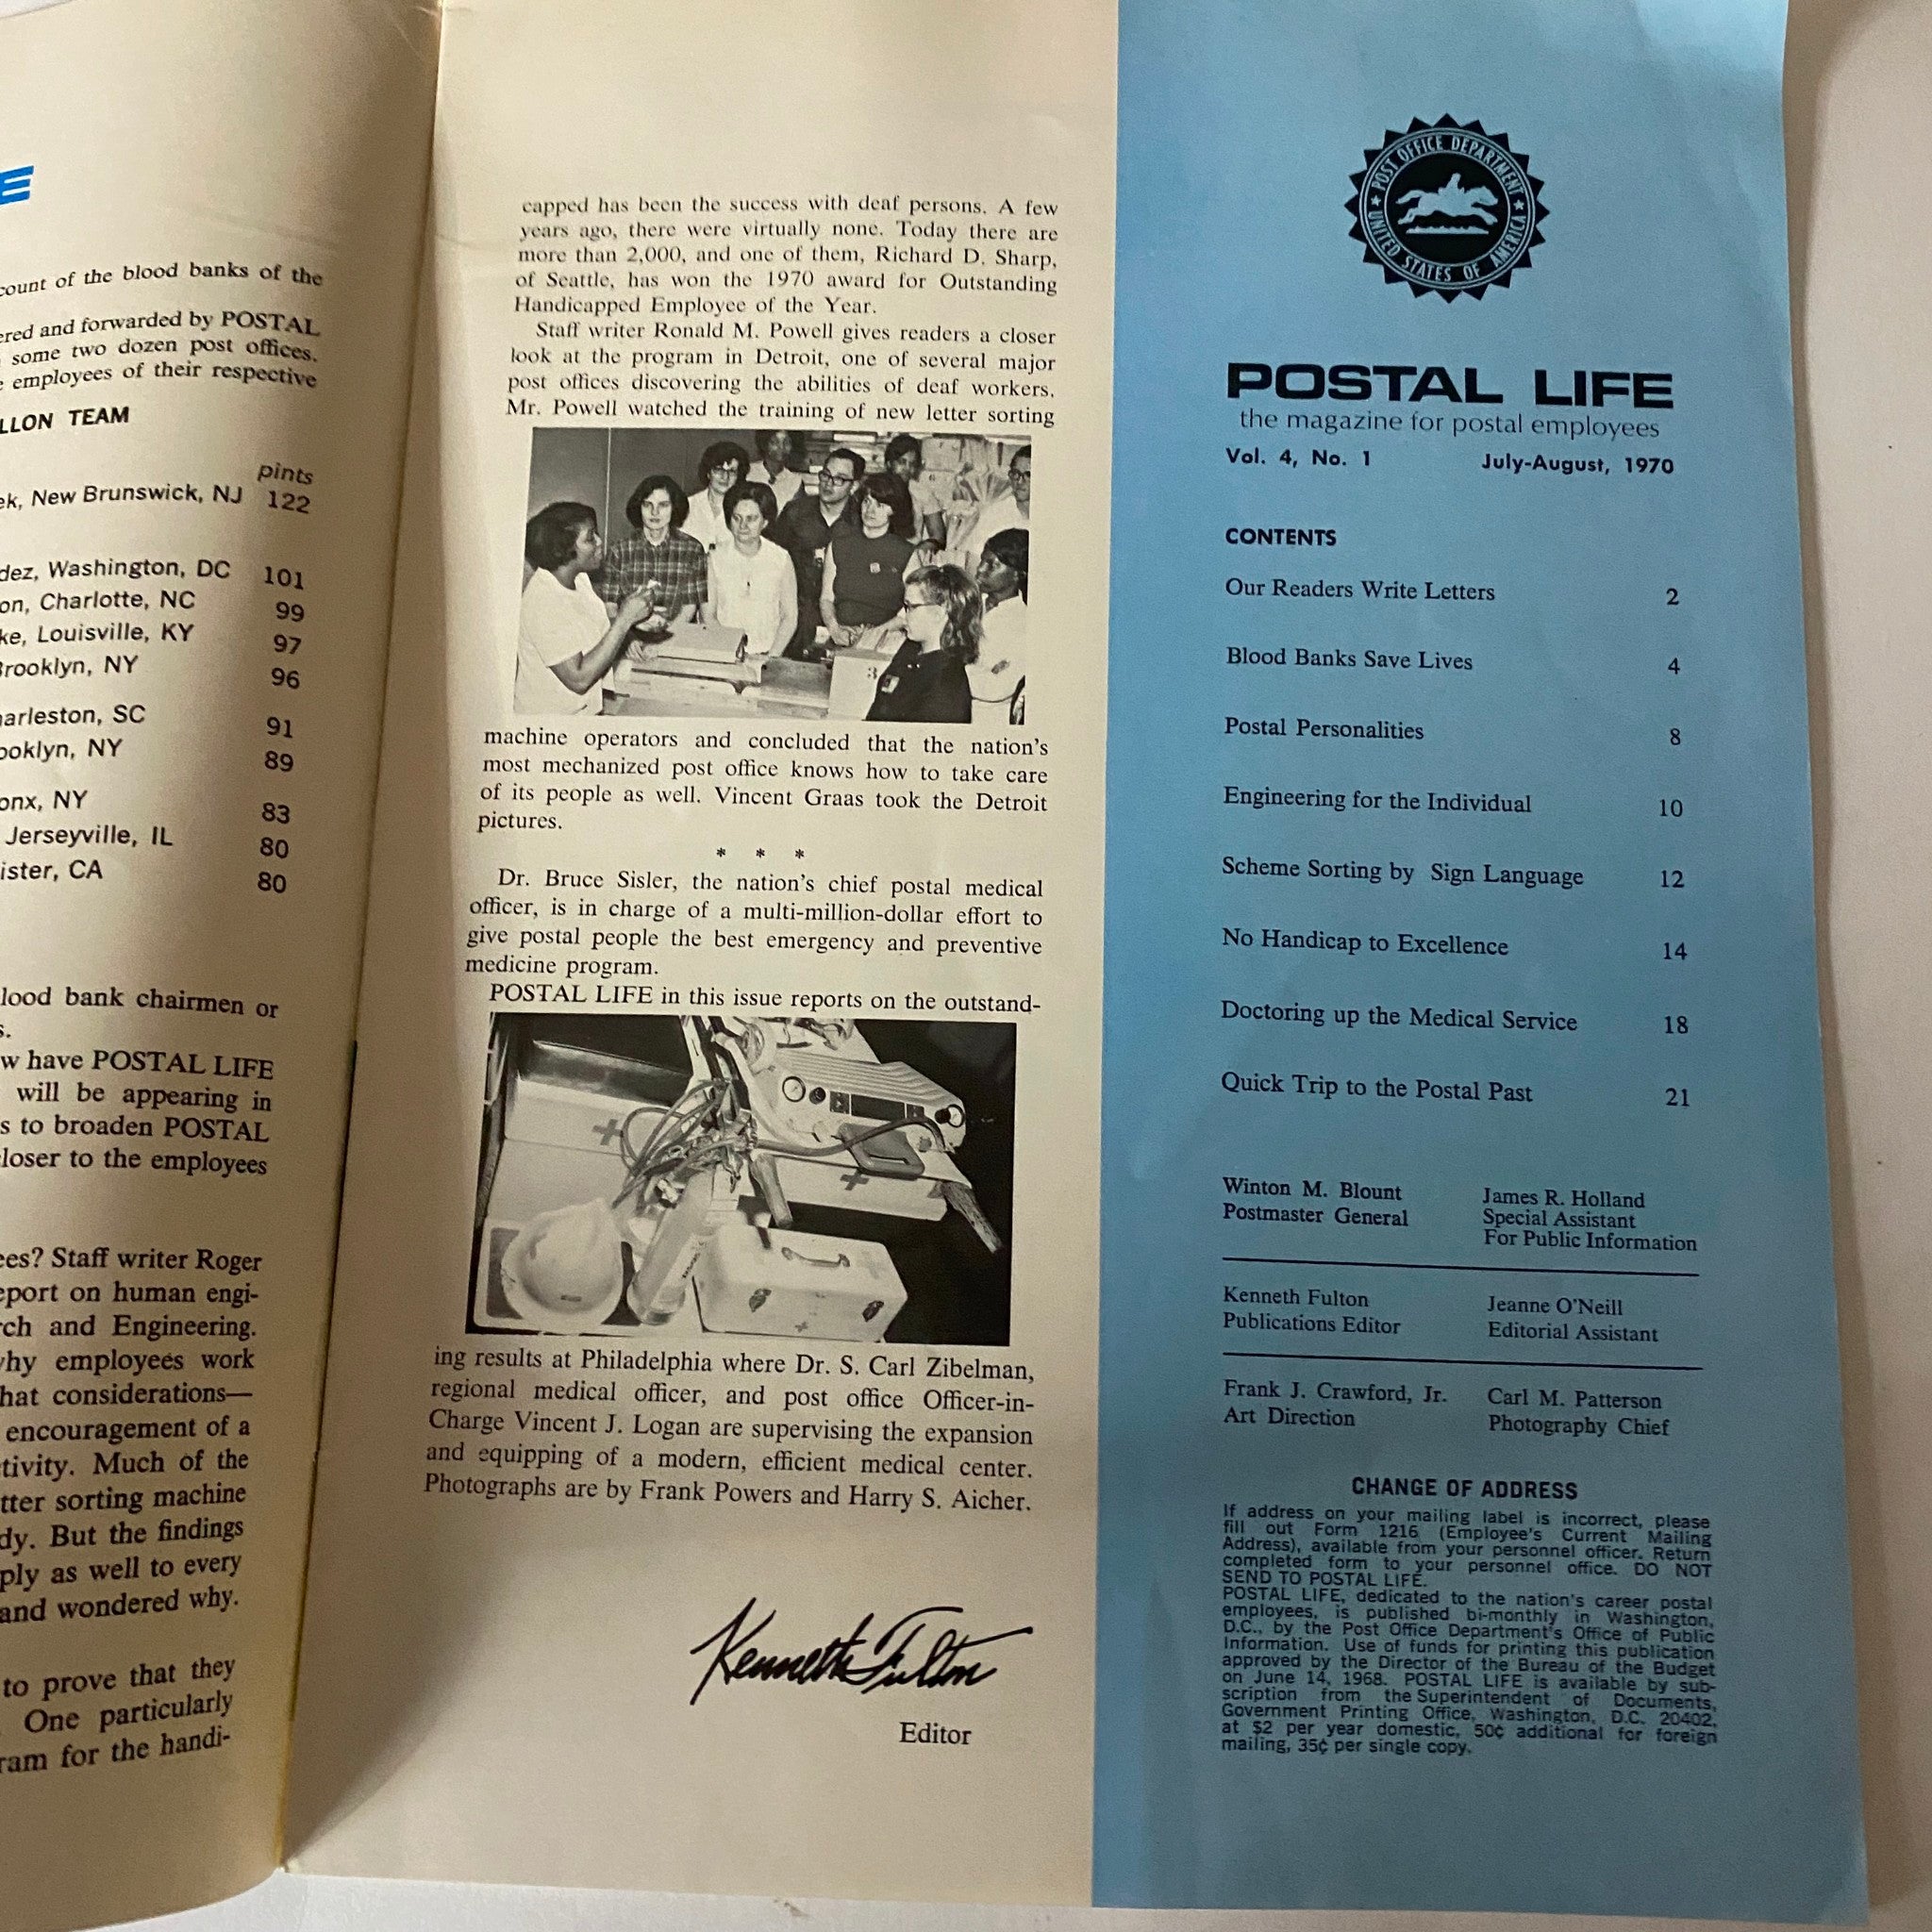 E
count of the blood banks of the
ered and forwarded by POSTAL
some two dozen post offices.
employees of their respective
LLON TEAM
pints
ek, New Brunswick, NJ 122
dez, Washington, DC 101
on, Charlotte, NC 99
ke, Louisville, KY 97
Brooklyn, NY 96
harleston, SC 91
ooklyn, NY 89
onx, NY 83
Jerseyville, IL 80
ister, CA 80
lood bank chairmen or
s.
w have POSTAL LIFE
will be appearing in
s to broaden POSTAL
loser to the employees
ees? Staff writer Roger
eport on human engi-
rch and Engineering.
why employees work
hat considerations—
encouragement of a
tivity. Much of the
tter sorting machine
dy. But the findings
ply as well to every
and wondered why.
to prove that they
. One particularly
ram for the handi-
capped has been the success with deaf persons. A few
years ago, there were virtually none. Today there are
more than 2,000, and one of them, Richard D. Sharp,
of Seattle, has won the 1970 award for Outstanding
Handicapped Employee of the Year.
Staff writer Ronald M. Powell gives readers a closer
look at the program in Detroit, one of several major
post offices discovering the abilities of deaf workers.
Mr. Powell watched the training of new letter sorting
3
machine operators and concluded that the nation's
most mechanized post office knows how to take care
of its people as well. Vincent Graas took the Detroit
pictures.
* * *
Dr. Bruce Sisler, the nation's chief postal medical
officer, is in charge of a multi-million-dollar effort to
give postal people the best emergency and preventive
medicine program.
POSTAL LIFE in this issue reports on the outstand-
ing results at Philadelphia where Dr. S. Carl Zibelman,
regional medical officer, and post office Officer-in-
Charge Vincent J. Logan are supervising the expansion
and equipping of a modern, efficient medical center.
Photographs are by Frank Powers and Harry S. Aicher.
Kenneth Fulton
Editor
POST OFFICE DEPARTMENT
★ UNITED STATES OF AMERICA ★
POSTAL LIFE
the magazine for postal employees
Vol. 4, No. 1 July-August, 1970
CONTENTS
Our Readers Write Letters 2
Blood Banks Save Lives 4
Postal Personalities 8
Engineering for the Individual 10
Scheme Sorting by Sign Language 12
No Handicap to Excellence 14
Doctoring up the Medical Service 18
Quick Trip to the Postal Past 21
Winton M. Blount
Postmaster General
James R. Holland
Special Assistant
For Public Information
Kenneth Fulton
Publications Editor
Jeanne O'Neill
Editorial Assistant
Frank J. Crawford, Jr.
Art Direction
Carl M. Patterson
Photography Chief
CHANGE OF ADDRESS
If address on your mailing label is incorrect, please
fill out Form 1216 (Employee's Current Mailing
Address), available from your personnel officer. Return
completed form to your personnel office. DO NOT
SEND TO POSTAL LIFE.
POSTAL LIFE, dedicated to the nation's career postal
employees, is published bi-monthly in Washington,
D.C., by the Post Office Department's Office of Public
Information. Use of funds for printing this publication
approved by the Director of the Bureau of the Budget
on June 14, 1968. POSTAL LIFE is available by sub-
scription from the Superintendent of Documents,
Government Printing Office, Washington, D.C. 20402,
at $2 per year domestic, 50¢ additional for foreign
mailing, 35¢ per single copy.